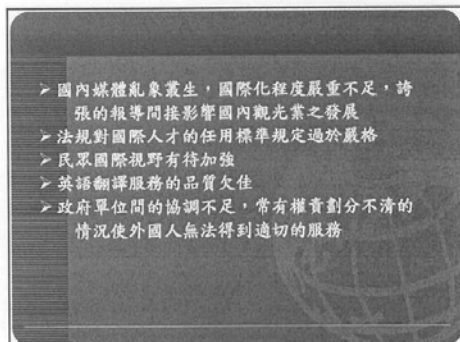 ➢ 國內媒體亂象叢生，國際化程度嚴重不足，誇
張的報導間接影響國內觀光業之發展
➢ 法規對國際人才的任用標準規定過於嚴格
➢ 民眾國際視野有待加強
➢ 英語翻譯服務的品質欠佳
➢ 政府單位間的協調不足，常有權責劃分不清的
情況使外國人無法得到適切的服務